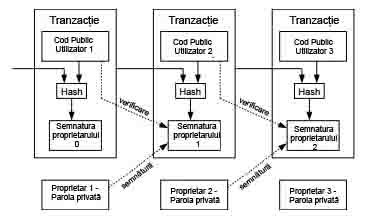 Tranzacție
Tranzacție
Tranzacție
Cod Public
Utilizator 1
Cod Public
Utilizator 2
Cod Public
Utilizator 3
Hash
Hash
Hash
verificare
verificare
Semnatura
proprietarului
0
Semnatura
proprietarului
1
Semnatura
proprietarului
2
semnătură
semnătură
Proprietar 1 -
Parola privată
Proprietar 2 -
Parola privată
Proprietar 3 -
Parola privată